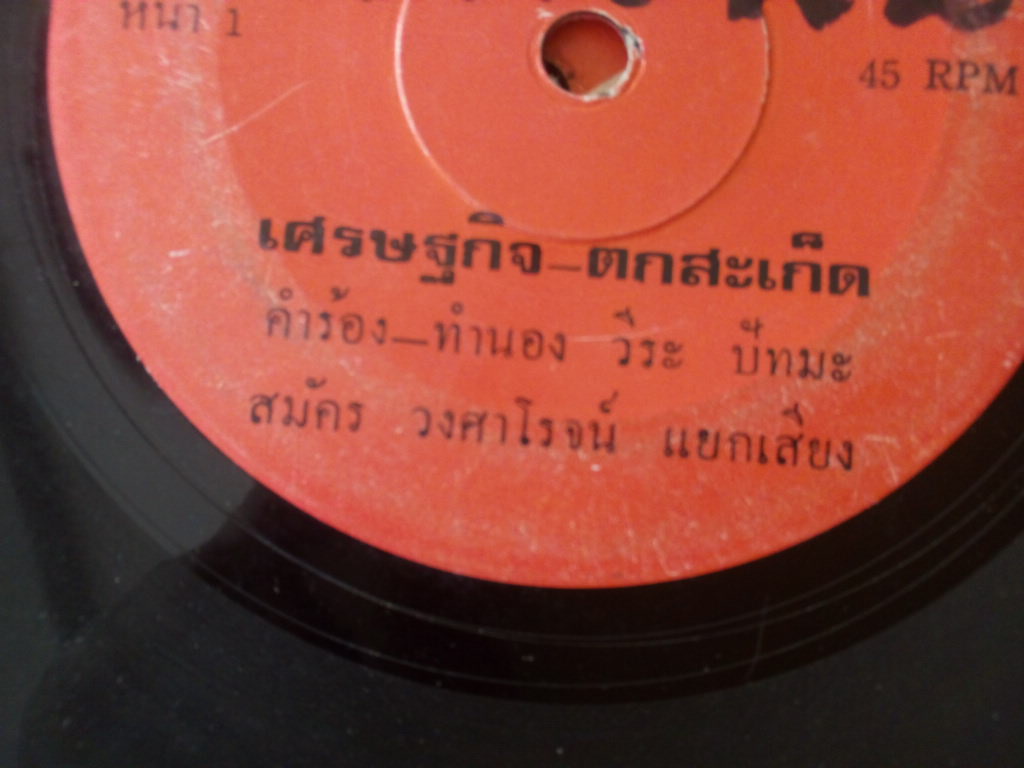 หน้า 1
45 RPM
เศรษฐกิจ–ตกสะเก็ด
คำร้อง–ทำนอง วีระ ปัทมะ
สมัคร วงศาโรจน์ แยกเสียง